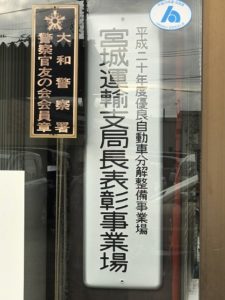 平成二十年度優良自動車分解整備事業場
宮城運輸支局長表彰事業場
大和警察署
警察官友の会会員章